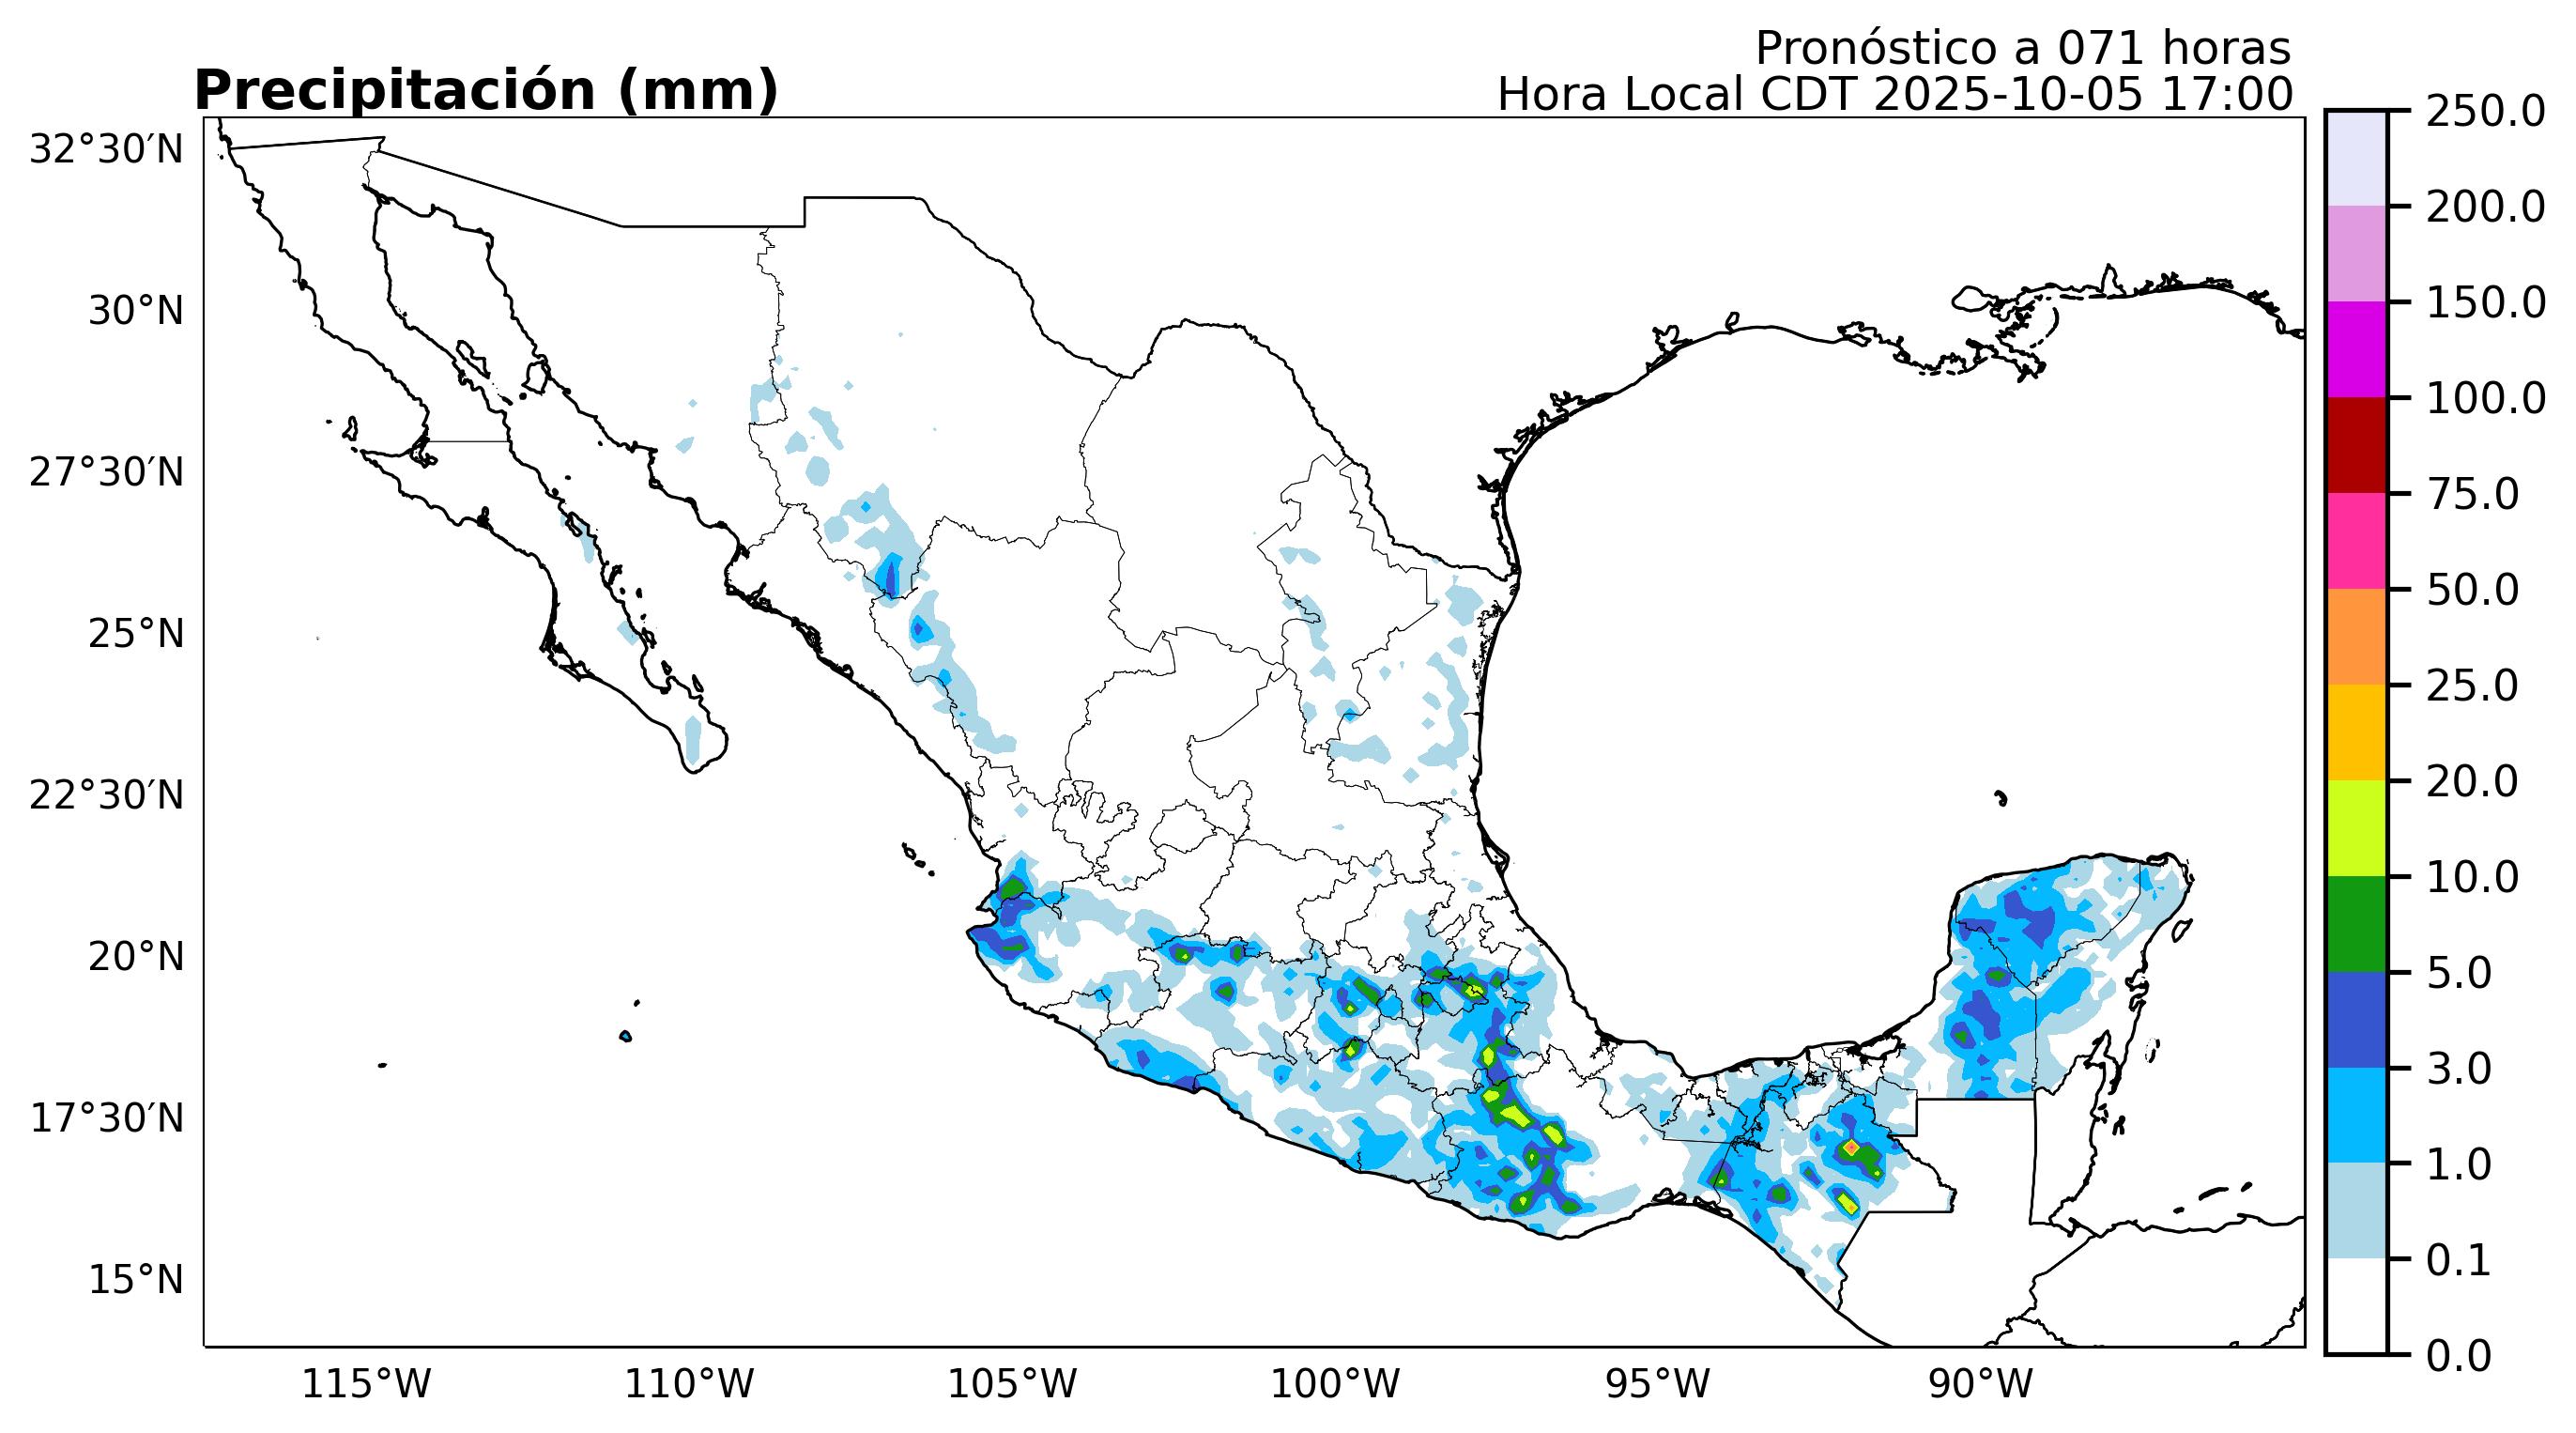 Pronóstico a 071 horas
Precipitación (mm)
Hora Local CDT 2025-10-05 17:00
32°30′N
30°N
27°30′N
25°N
22°30′N
20°N
17°30′N
15°N
115°W
110°W
105°W
100°W
95°W
90°W
250.0
200.0
150.0
100.0
75.0
50.0
25.0
20.0
10.0
5.0
3.0
1.0
0.1
0.0